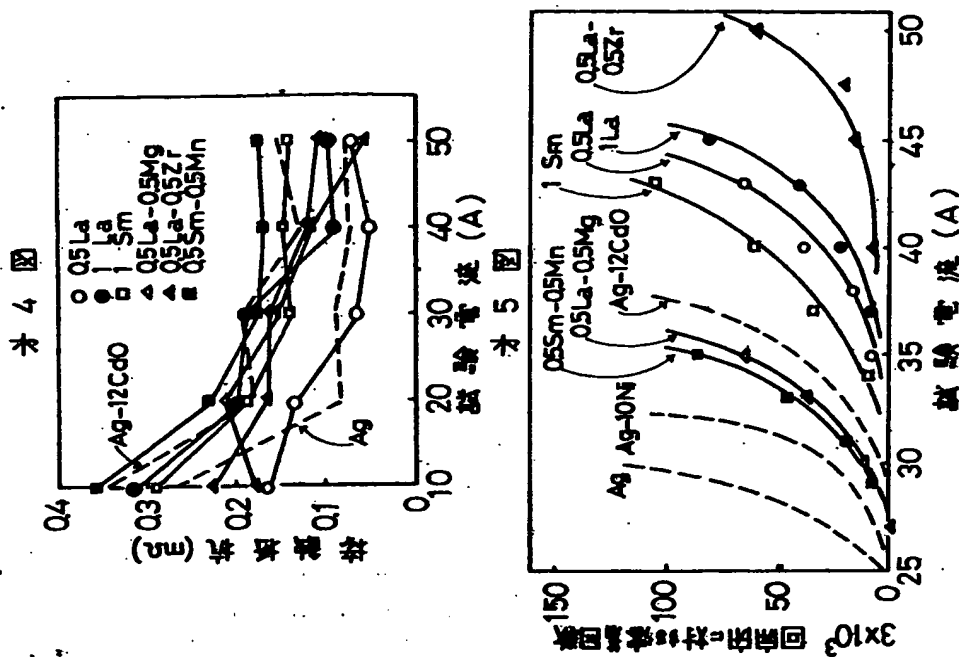 才 4 図
0.5La
1 La
1 Sm
0.5La-0.5Mg
0.5La-0.5Zr
0.5Sm-0.5Mn
Ag-12CdO
Ag
0.4
0.3
0.2
0.1
0
接触抵抗 (mΩ)
10 20 30 40 50
試験電流 (A)
才 5 図
0.5La-
0.5Zr
0.5La
1La
1 Sm
0.5Sm-0.5Mn
0.5La-0.5Mg
Ag-12CdO
Ag-10Ni
Ag
150
100
50
0
3×10³回開閉に対する溶着回数
25 30 35 40 45 50
試験電流 (A)